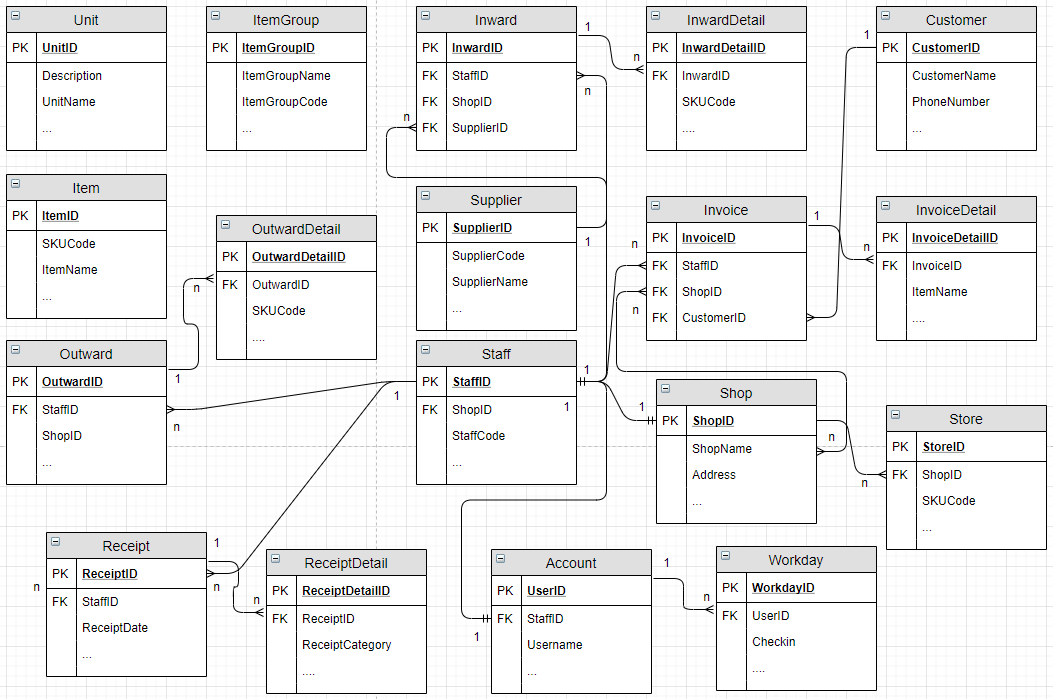 Unit
PK UnitID
Description
UnitName
...
ItemGroup
PK ItemGroupID
ItemGroupName
ItemGroupCode
...
Inward
PK InwardID
FK StaffID
FK ShopID
FK SupplierID
1
n
n
n
InwardDetail
PK InwardDetailID
FK InwardID
SKUCode
....
Customer
PK CustomerID
CustomerName
PhoneNumber
...
1
Item
PK ItemID
SKUCode
ItemName
...
OutwardDetail
PK OutwardDetailID
FK OutwardID
SKUCode
....
n
Supplier
PK SupplierID
SupplierCode
SupplierName
...
1
Invoice
PK InvoiceID
FK StaffID
FK ShopID
FK CustomerID
n
n
1
n
InvoiceDetail
PK InvoiceDetailID
FK InvoiceID
ItemName
....
Outward
PK OutwardID
FK StaffID
ShopID
...
1
n
Staff
PK StaffID
FK ShopID
StaffCode
...
1
1
1
1
Shop
PK ShopID
ShopName
Address
...
n
n
Store
PK StoreID
FK ShopID
SKUCode
...
Receipt
PK ReceiptID
FK StaffID
ReceiptDate
...
1
n
n
n
ReceiptDetail
PK ReceiptDetailID
FK ReceiptID
ReceiptCategory
....
Account
PK UserID
FK StaffID
Username
...
1
1
n
Workday
PK WorkdayID
FK UserID
Checkin
....